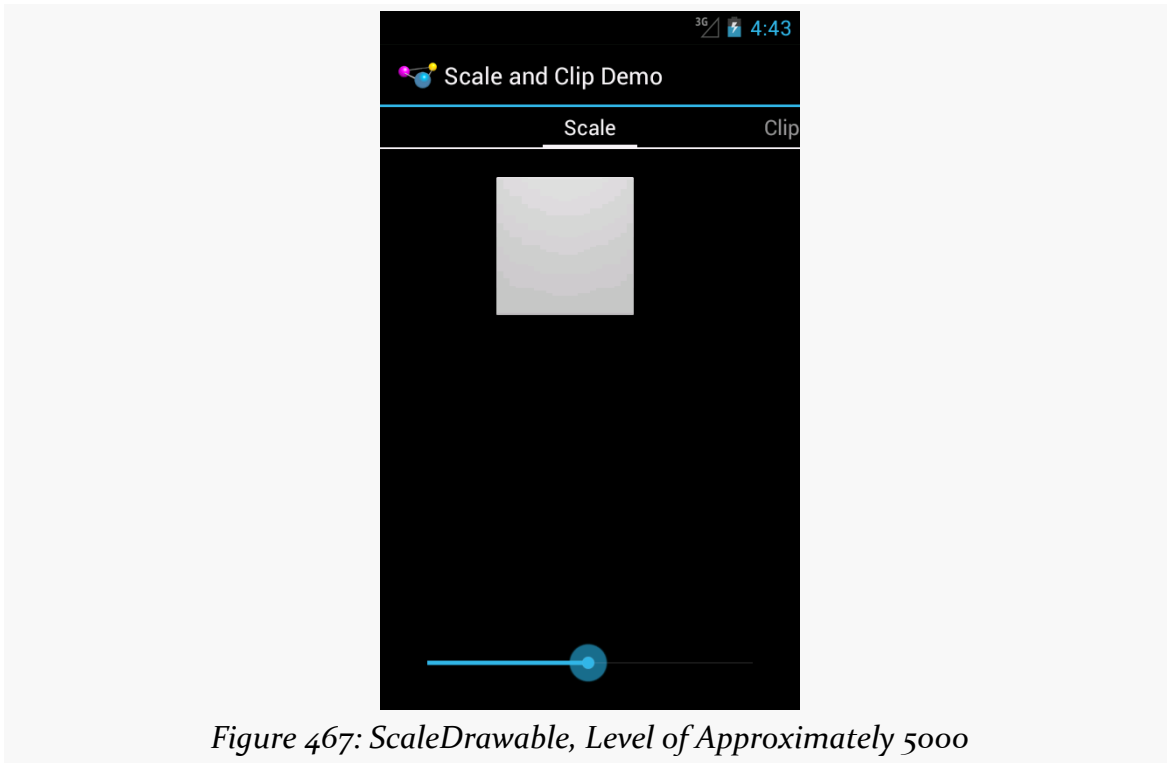 3G 4:43
Scale and Clip Demo
Scale Clip
Figure 467: ScaleDrawable, Level of Approximately 5000